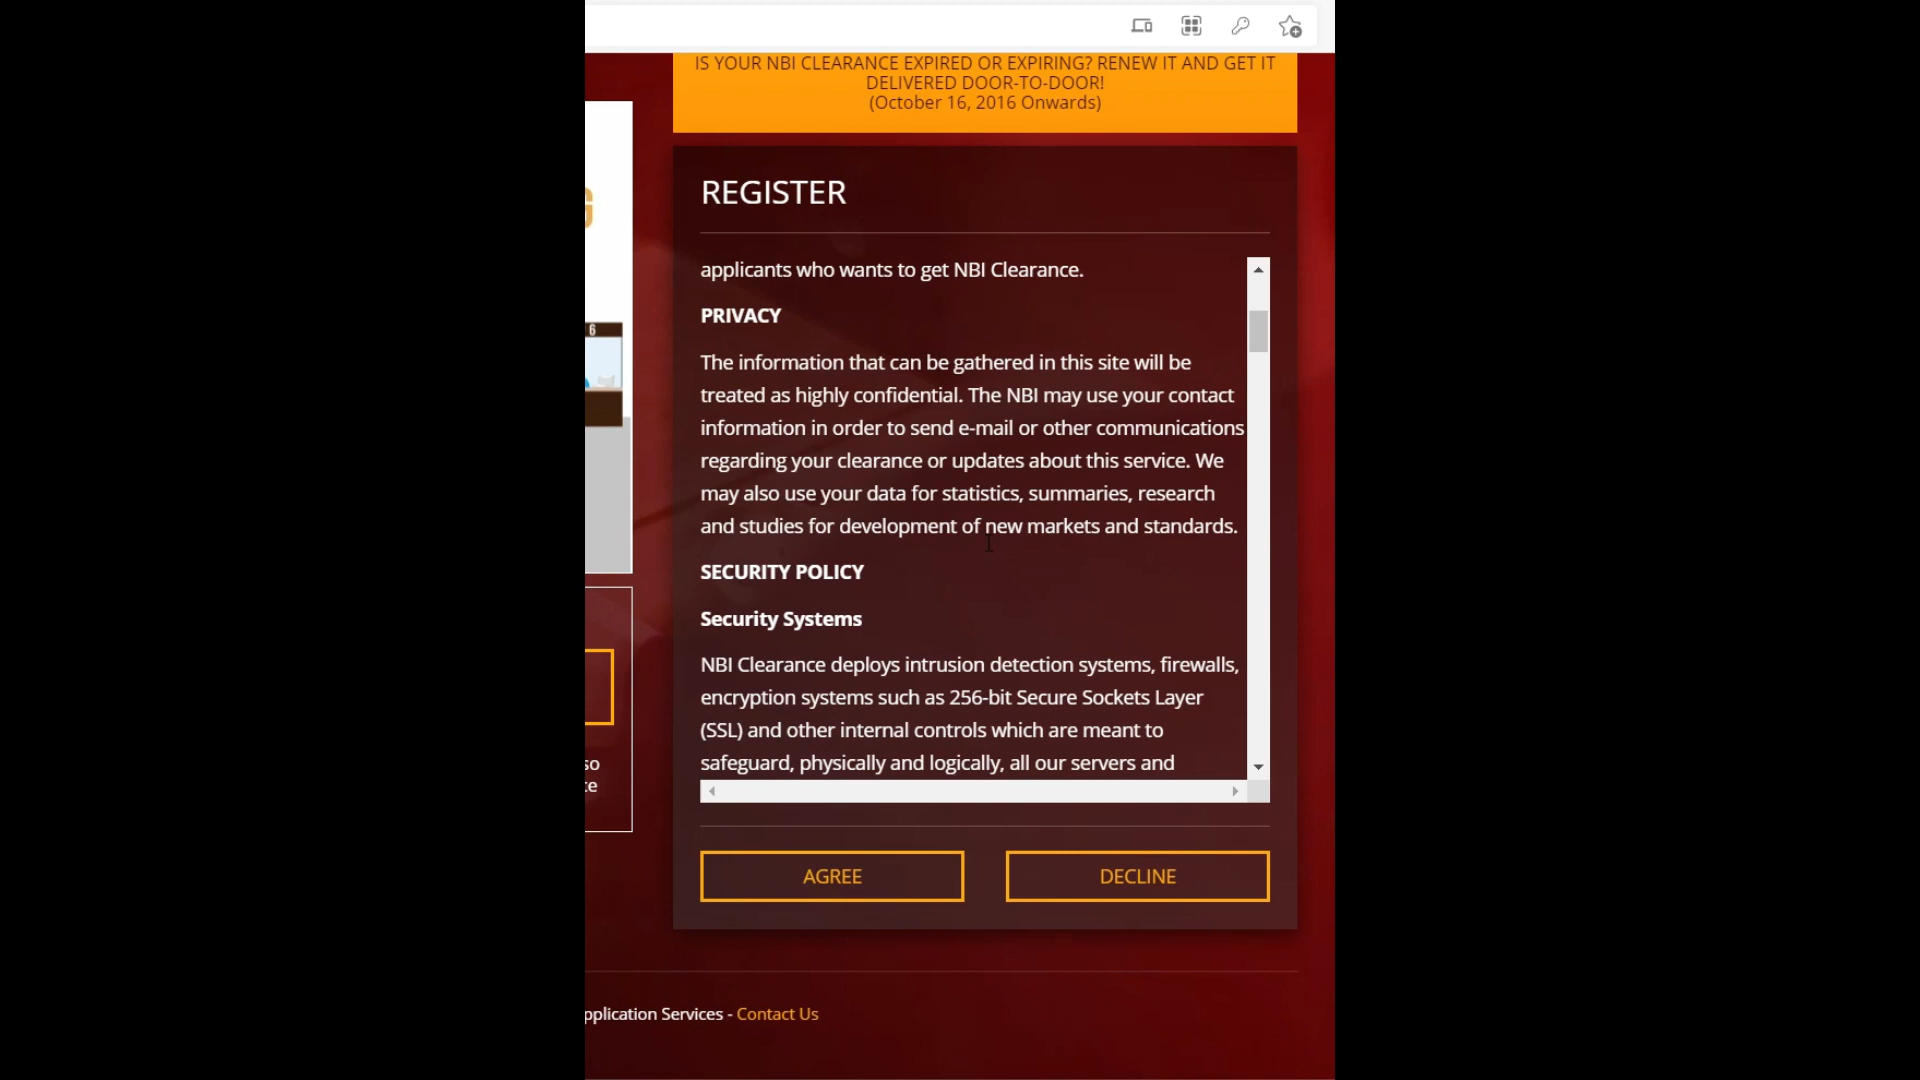 IS YOUR NBI CLEARANCE EXPIRED OR EXPIRING? RENEW IT AND GET IT
DELIVERED DOOR-TO-DOOR!
(October 16, 2016 Onwards)
G
6
REGISTER
applicants who wants to get NBI Clearance.
PRIVACY
The information that can be gathered in this site will be
treated as highly confidential. The NBI may use your contact
information in order to send e-mail or other communications
regarding your clearance or updates about this service. We
may also use your data for statistics, summaries, research
and studies for development of new markets and standards.
SECURITY POLICY
Security Systems
NBI Clearance deploys intrusion detection systems, firewalls,
encryption systems such as 256-bit Secure Sockets Layer
(SSL) and other internal controls which are meant to
safeguard, physically and logically, all our servers and
so
te
AGREE
DECLINE
pplication Services - Contact Us